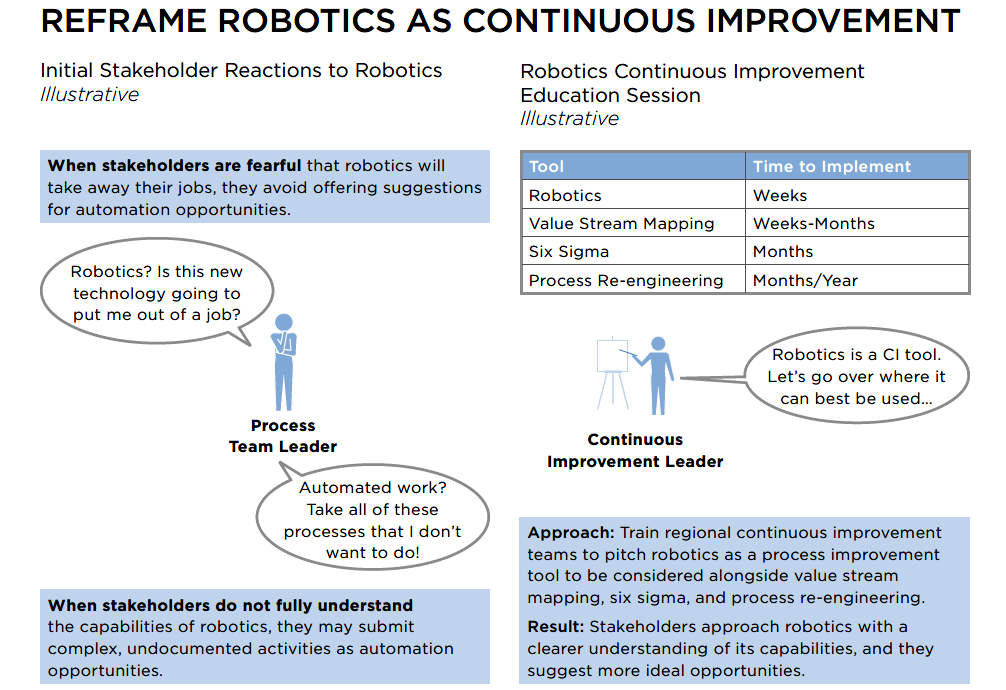 REFRAME ROBOTICS AS CONTINUOUS IMPROVEMENT
Initial Stakeholder Reactions to Robotics
Illustrative
When stakeholders are fearful that robotics will
take away their jobs, they avoid offering suggestions
for automation opportunities.
Robotics? Is this new
technology going to
put me out of a job?
Process
Team Leader
Automated work?
Take all of these
processes that I don't
want to do!
When stakeholders do not fully understand
the capabilities of robotics, they may submit
complex, undocumented activities as automation
opportunities.
Robotics Continuous Improvement
Education Session
Illustrative
Tool Time to Implement
Robotics Weeks
Value Stream Mapping Weeks-Months
Six Sigma Months
Process Re-engineering Months/Year
Robotics is a CI tool.
Let's go over where it
can best be used...
Continuous
Improvement Leader
Approach: Train regional continuous improvement
teams to pitch robotics as a process improvement
tool to be considered alongside value stream
mapping, six sigma, and process re-engineering.
Result: Stakeholders approach robotics with a
clearer understanding of its capabilities, and they
suggest more ideal opportunities.